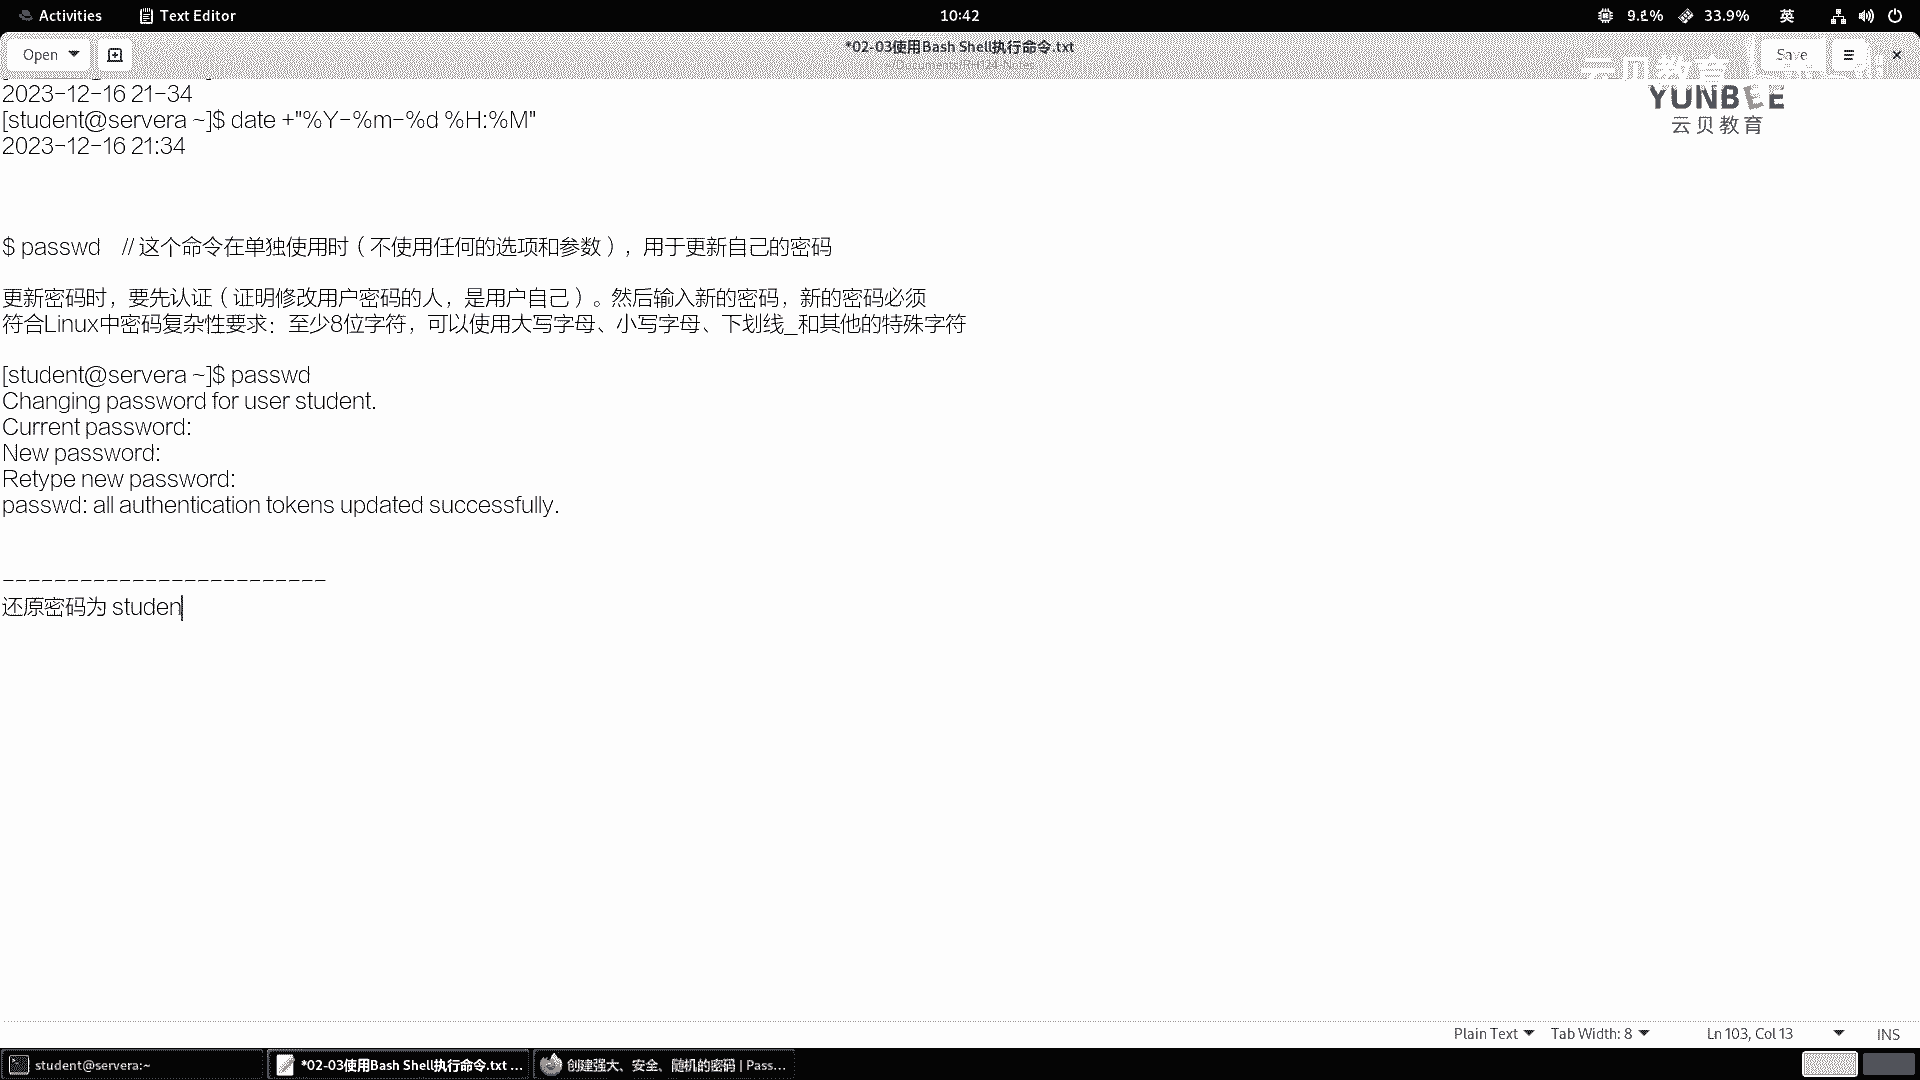 Activities
Text Editor
10:42
33.9%
英
Open
*02-03使用Bash Shell执行命令.txt
~/Documents/RH124-Notes
Save
云贝教育
YUNBEE
云贝教育
2023-12-16 21-34
[student@servera ~]$ date +"%Y-%m-%d %H:%M"
2023-12-16 21:34
$ passwd // 这个命令在单独使用时（不使用任何的选项和参数），用于更新自己的密码
更新密码时，要先认证（证明修改用户密码的人，是用户自己）。然后输入新的密码，新的密码必须
符合Linux中密码复杂性要求：至少8位字符，可以使用大写字母、小写字母、下划线_和其他的特殊字符
[student@servera ~]$ passwd
Changing password for user student.
Current password:
New password:
Retype new password:
passwd: all authentication tokens updated successfully.
-------------------------
还原密码为 studen
Plain Text
Tab Width: 8
Ln 103, Col 13
INS
student@servera:~
*02-03使用Bash Shell执行命令.txt ...
创建强大、安全、随机的密码 | Pass...